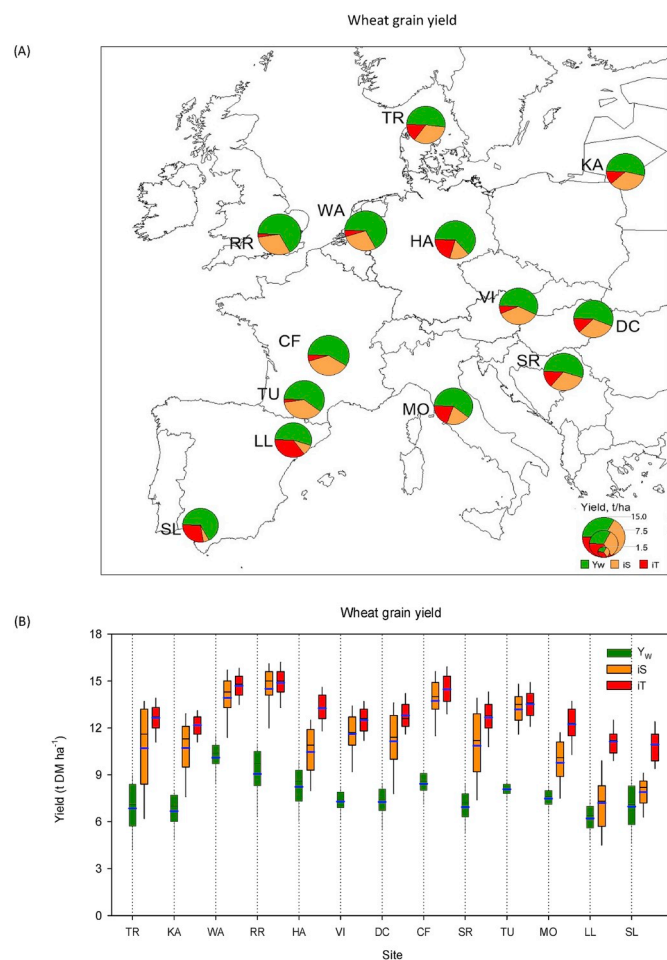 Wheat grain yield
(A)
TR
KA
WA
RR
HA
VI
DC
CF
SR
TU
MO
LL
SL
Yield, t/ha
15.0
7.5
1.5
Yw iS iT
(B)
Wheat grain yield
18
15
12
9
6
3
0
Yield (t DM ha⁻¹)
Y_W
iS
iT
TR KA WA RR HA VI DC CF SR TU MO LL SL
Site